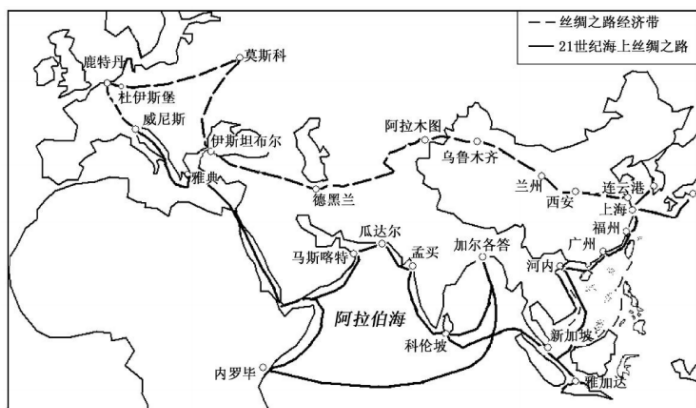 丝绸之路经济带
21世纪海上丝绸之路
鹿特丹
莫斯科
杜伊斯堡
威尼斯
伊斯坦布尔
雅典
德黑兰
阿拉木图
乌鲁木齐
兰州
西安
连云港
上海
福州
广州
河内
瓜达尔
马斯喀特
孟买
加尔各答
阿拉伯海
科伦坡
新加坡
内罗毕
雅加达